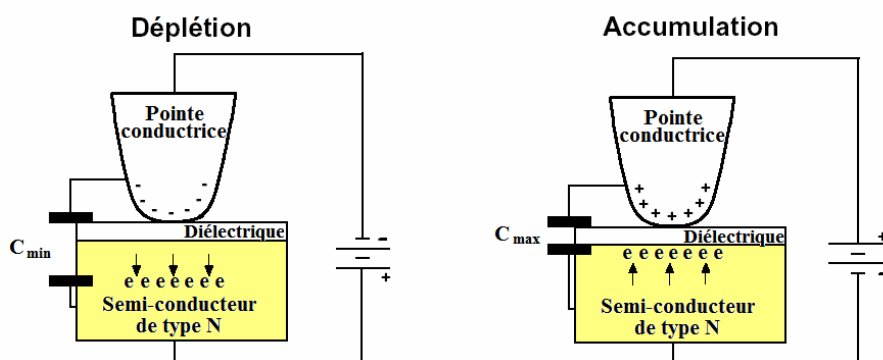 Déplétion
Pointe
conductrice
- - - - - -
Diélectrique
C min
e e e e e e e
Semi-conducteur
de type N
-
+
Accumulation
Pointe
conductrice
+ + + + + + +
Diélectrique
C max
e e e e e e e
Semi-conducteur
de type N
+
-